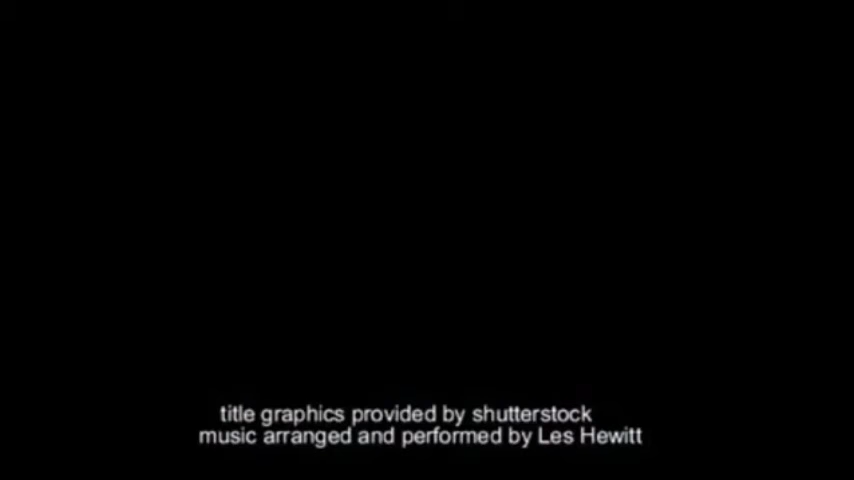 title graphics provided by shutterstock
music arranged and performed by Les Hewitt